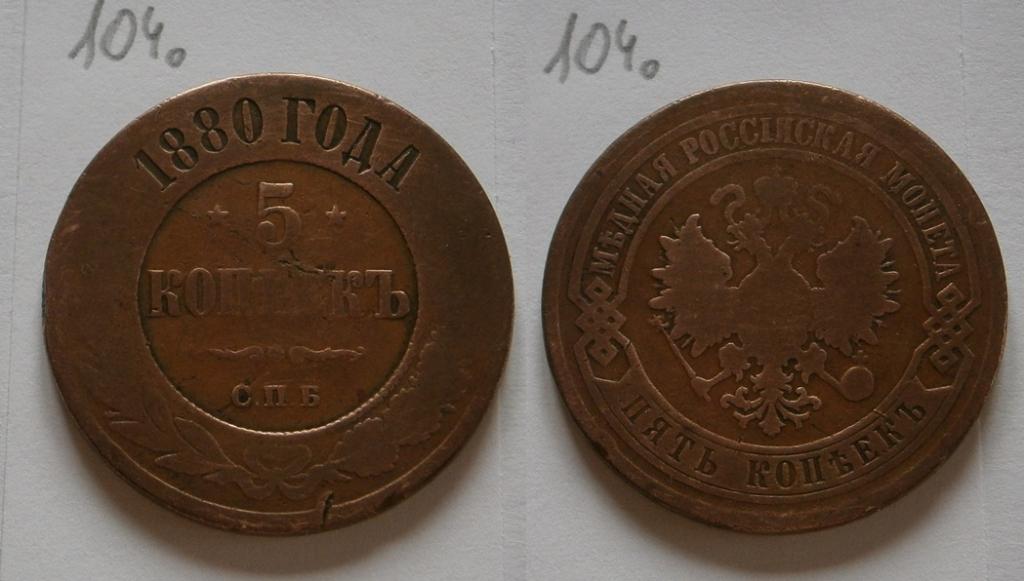 104.
1880 ГОДА
5
КОПѢЕКЪ
С.П.Б
104.
МѢДНАЯ РОССІЙСКАЯ МОНЕТА
ПЯТЬ КОПѢЕКЪ